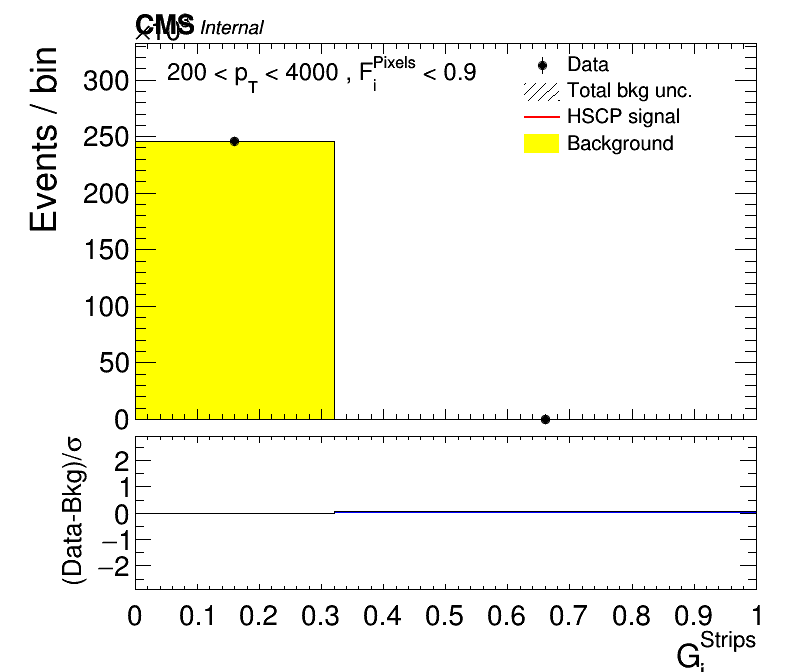 CMS Internal
200 < p_T < 4000 , F_i^Pixels < 0.9
Data
Total bkg unc.
HSCP signal
Background
Events / bin
300
250
200
150
100
50
0
(Data-Bkg)/σ
2
1
0
−1
−2
0 0.1 0.2 0.3 0.4 0.5 0.6 0.7 0.8 0.9 1
G_i^Strips